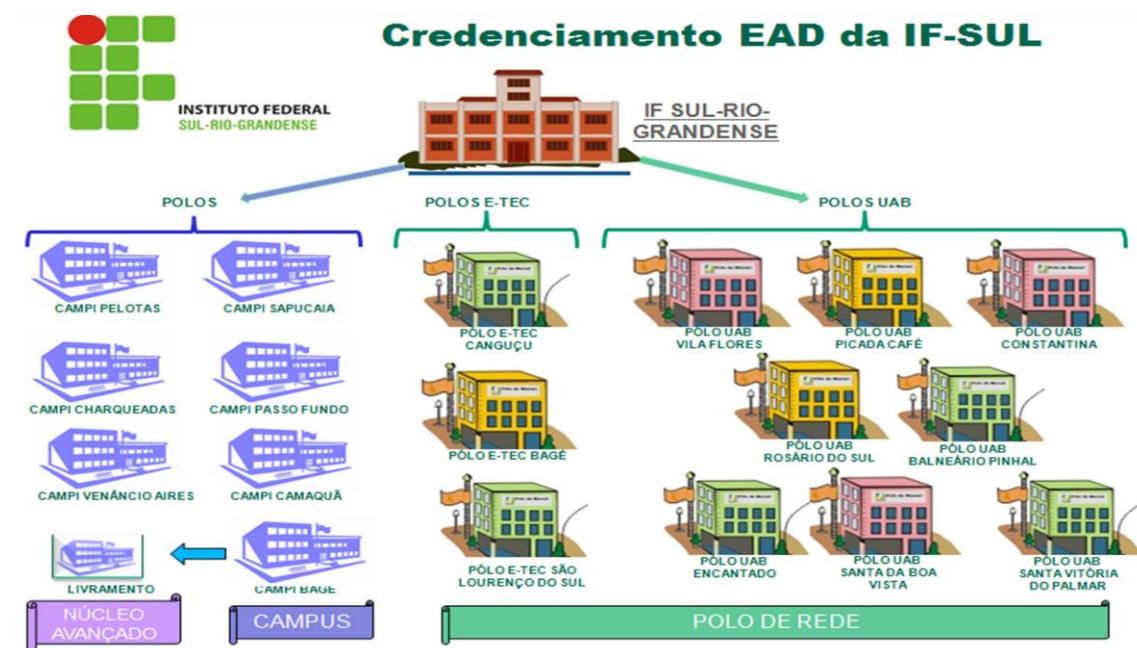 Credenciamento EAD da IF-SUL
INSTITUTO FEDERAL
SUL-RIO-GRANDENSE
IF SUL-RIO-
GRANDENSE
POLOS
POLOS E-TEC
POLOS UAB
CAMPI PELOTAS
CAMPI SAPUCAIA
CAMPI CHARQUEADAS
CAMPI PASSO FUNDO
CAMPI VENÂNCIO AIRES
CAMPI CAMAQUÃ
LIVRAMENTO
CAMPI BAGÉ
PÓLO E-TEC
CANGUÇU
PÓLO E-TEC BAGÉ
PÓLO E-TEC SÃO
LOURENÇO DO SUL
PÓLO UAB
VILA FLORES
PÓLO UAB
PICADA CAFÉ
PÓLO UAB
CONSTANTINA
PÓLO UAB
ROSÁRIO DO SUL
PÓLO UAB
BALNEÁRIO PINHAL
PÓLO UAB
ENCANTADO
PÓLO UAB
SANTA DA BOA
VISTA
PÓLO UAB
SANTA VITÓRIA
DO PALMAR
NÚCLEO
AVANÇADO
CAMPUS
POLO DE REDE